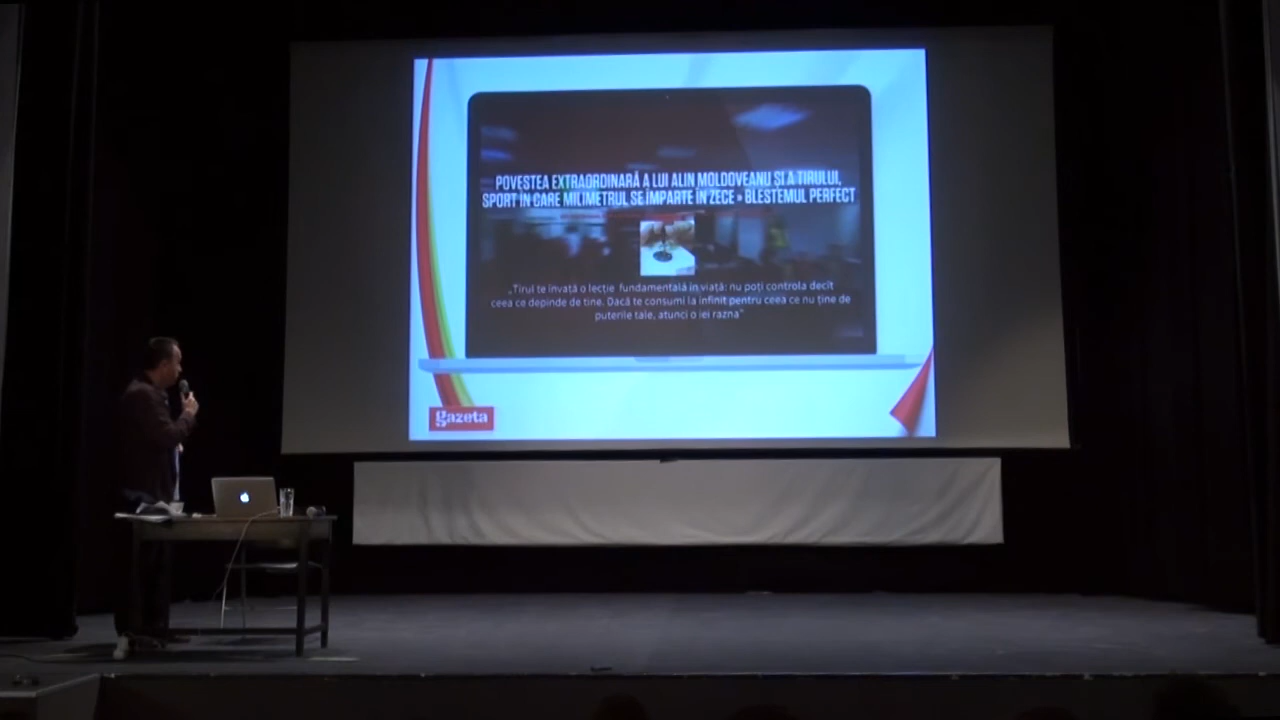 POVESTEA EXTRAORDINARĂ A LUI ALIN MOLDOVEANU ȘI A TIRULUI,
SPORT ÎN CARE MILIMETRUL SE ÎMPARTE ÎN ZECE » BLESTEMUL PERFECT
„Tirul te învață o lecție fundamentală în viață: nu poți controla decît
ceea ce depinde de tine. Dacă te consumi la infinit pentru ceea ce nu ține de
puterile tale, atunci o iei razna”
gazeta